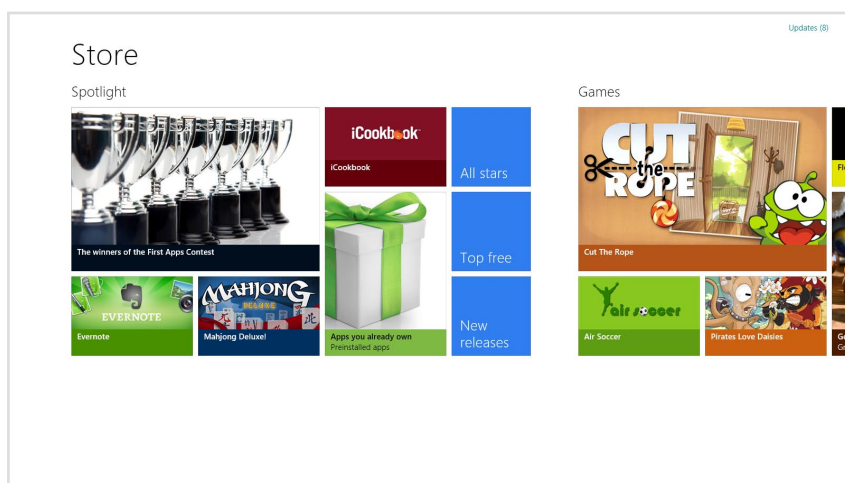 Updates (8)
Store
Spotlight
Games
iCookbook
iCookbook
All stars
CUT
the
ROPE
The winners of the First Apps Contest
Top free
Cut The Rope
EVERNOTE
Evernote
MAHJONG
DELUXE
Mahjong Deluxe!
Apps you already own
Preinstalled apps
New
releases
air soccer
Air Soccer
Pirates Love Daisies